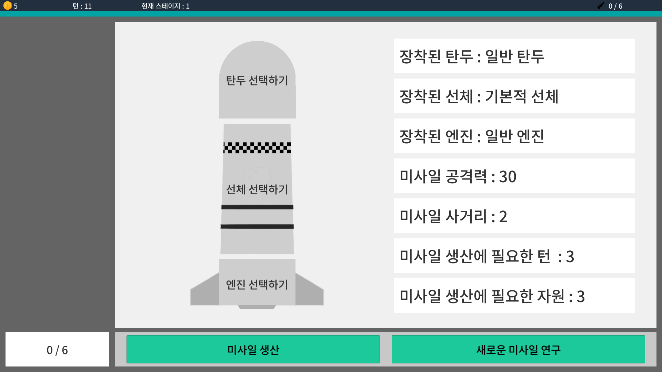 5 턴 : 11 현재 스테이지 : 1 0 / 6
탄두 선택하기
선체 선택하기
엔진 선택하기
장착된 탄두 : 일반 탄두
장착된 선체 : 기본적 선체
장착된 엔진 : 일반 엔진
미사일 공격력 : 30
미사일 사거리 : 2
미사일 생산에 필요한 턴 : 3
미사일 생산에 필요한 자원 : 3
0 / 6
미사일 생산
새로운 미사일 연구